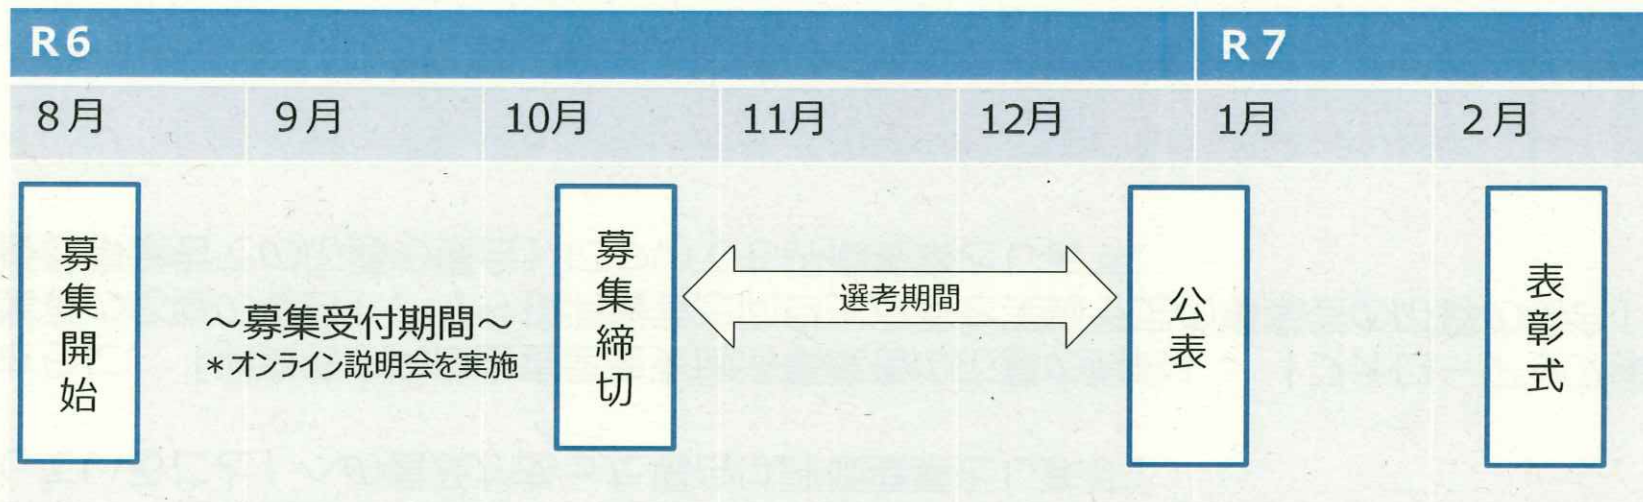 R6
R7
8月
9月
10月
11月
12月
1月
2月
募集開始
～募集受付期間～
＊オンライン説明会を実施
募集締切
選考期間
公表
表彰式